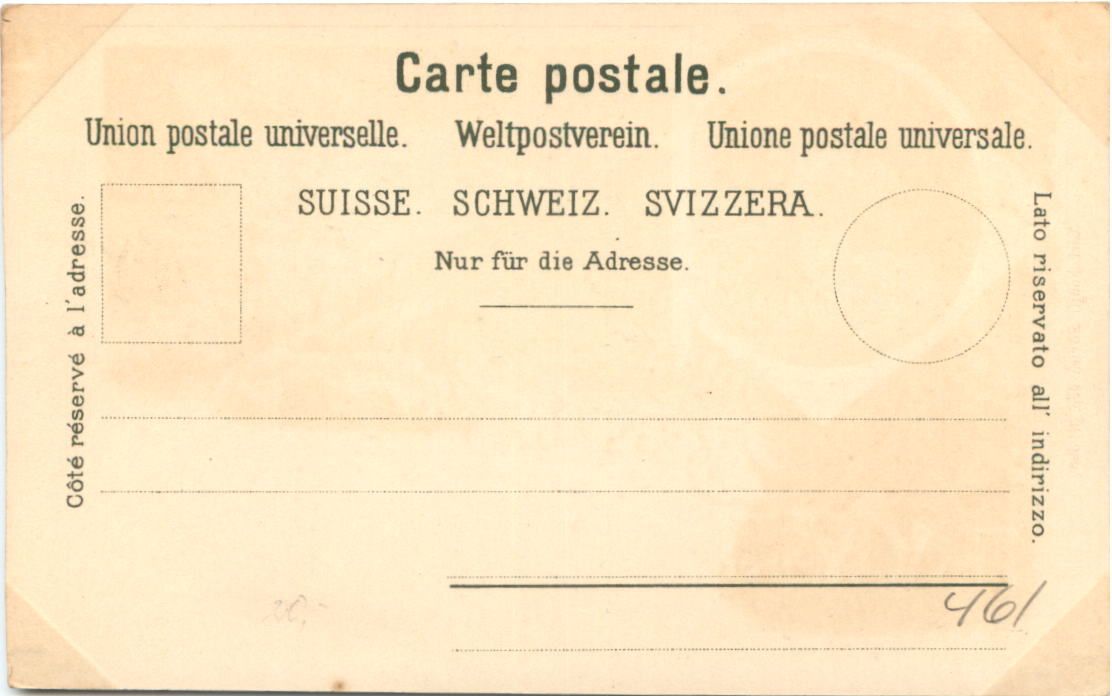 Carte postale.
Union postale universelle. Weltpostverein. Unione postale universale.
SUISSE. SCHWEIZ. SVIZZERA.
Nur für die Adresse.
Côté réservé à l'adresse.
Lato riservato all' indirizzo.
461
20,-